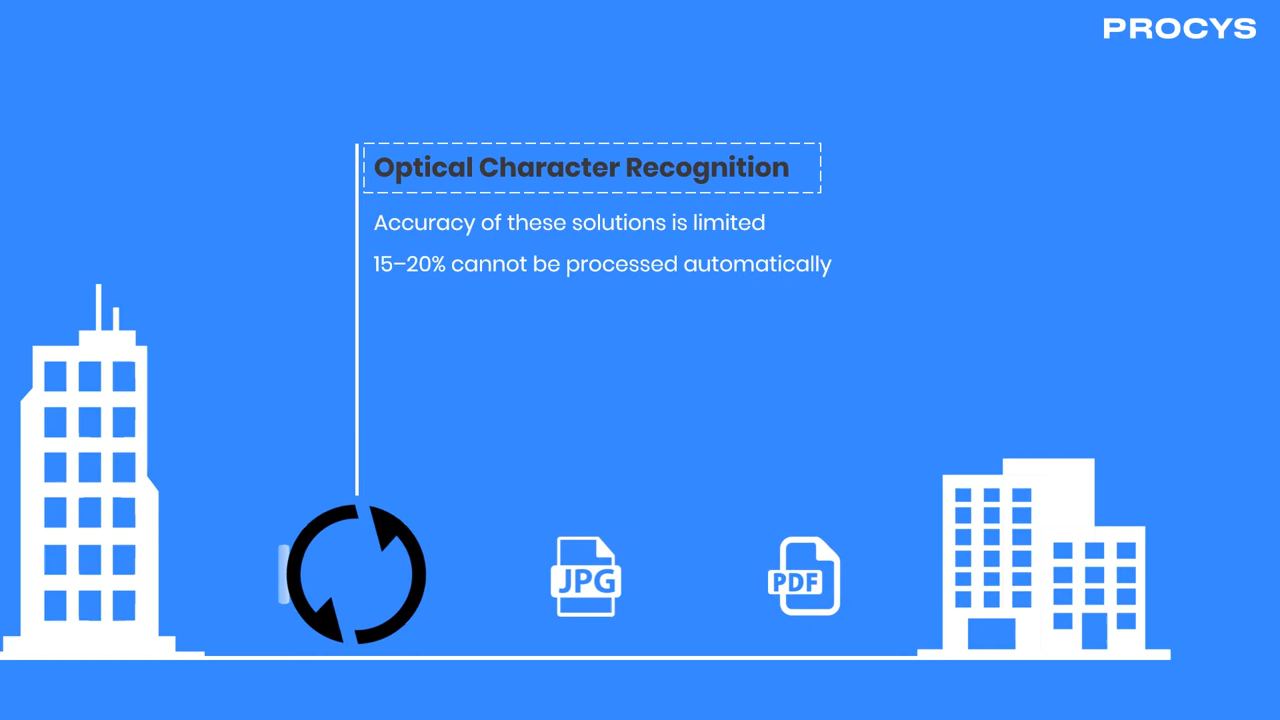 PROCYS
Optical Character Recognition
Accuracy of these solutions is limited
15–20% cannot be processed automatically
JPG
PDF